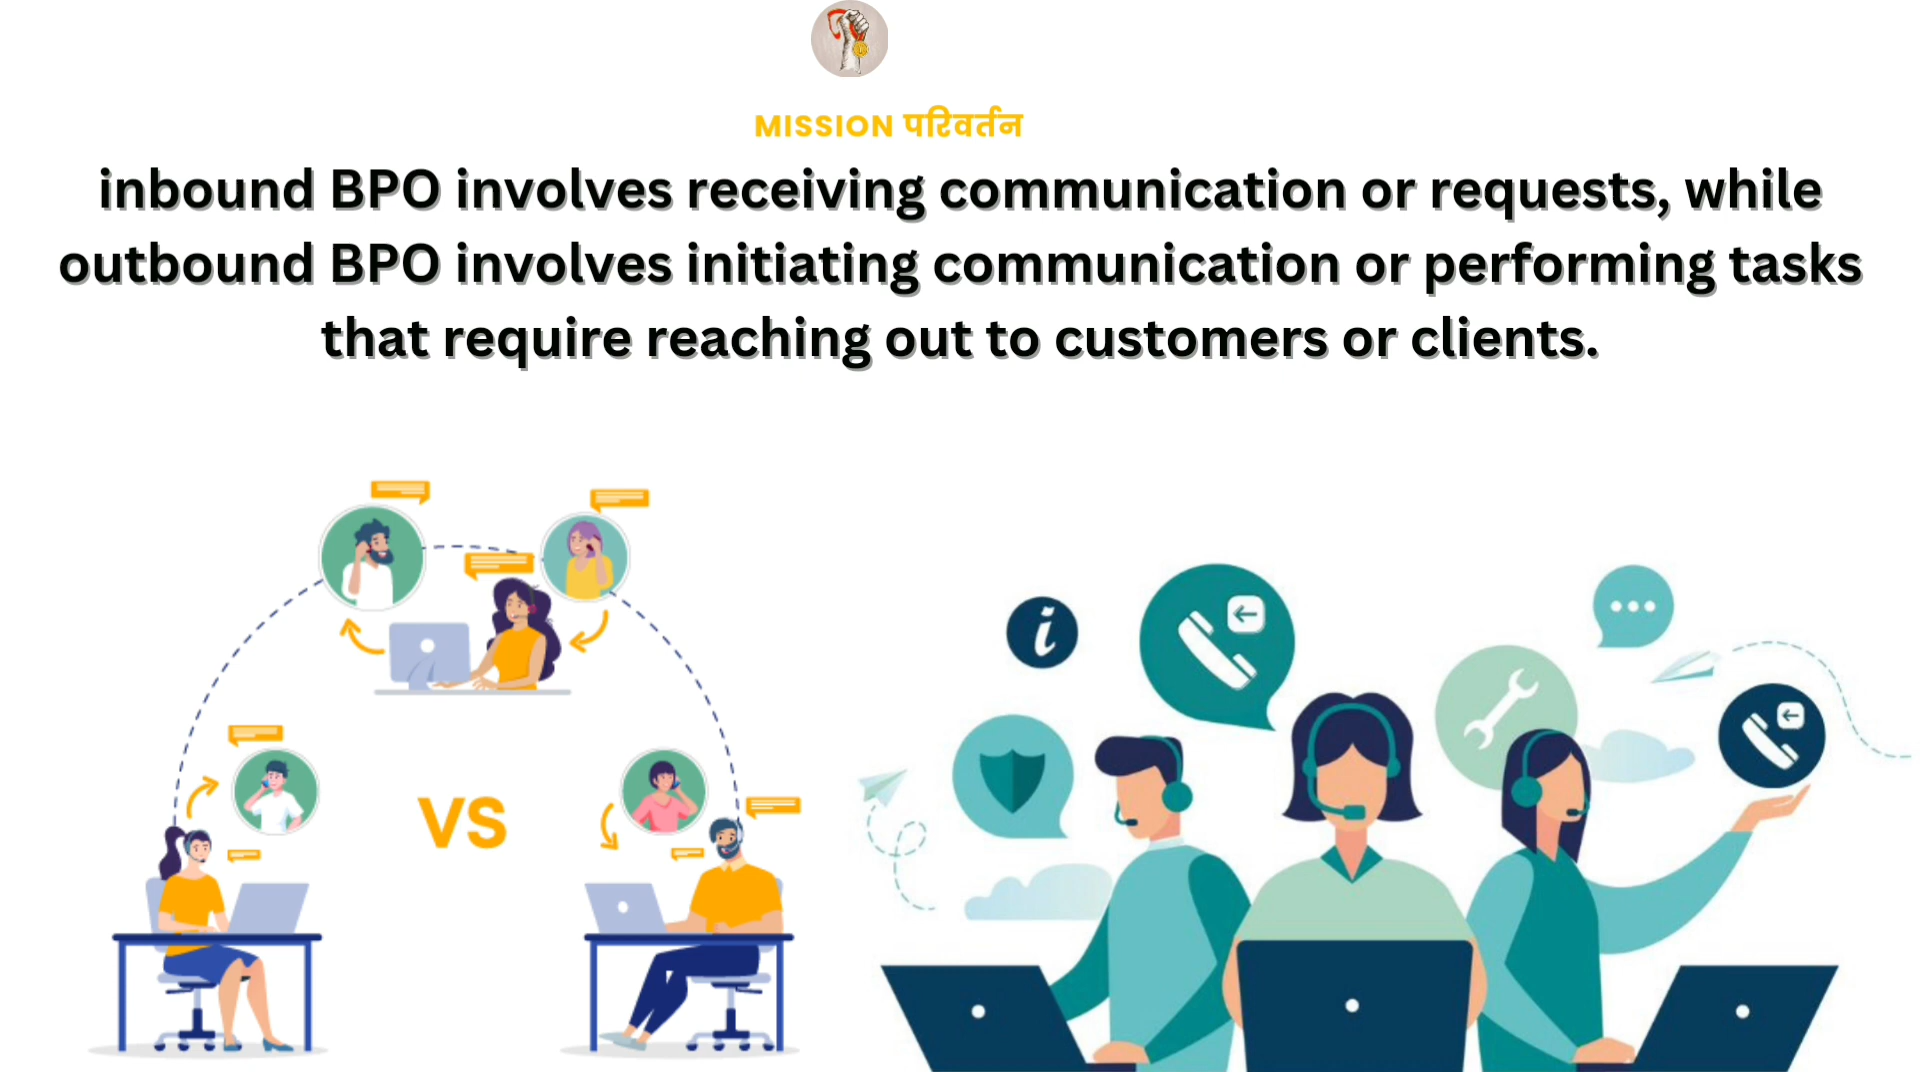 MISSION परिवर्तन
inbound BPO involves receiving communication or requests, while
outbound BPO involves initiating communication or performing tasks
that require reaching out to customers or clients.
VS
i